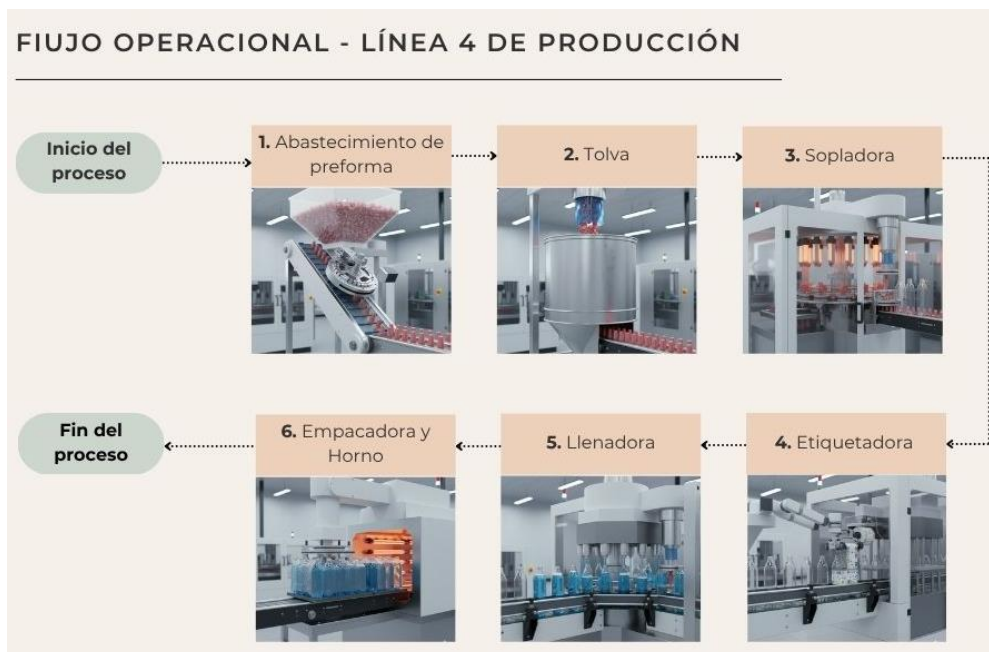 FIUJO OPERACIONAL - LÍNEA 4 DE PRODUCCIÓN
Inicio del
proceso
1. Abastecimiento de
preforma
2. Tolva
3. Sopladora
4. Etiquetadora
5. Llenadora
6. Empacadora y
Horno
Fin del
proceso